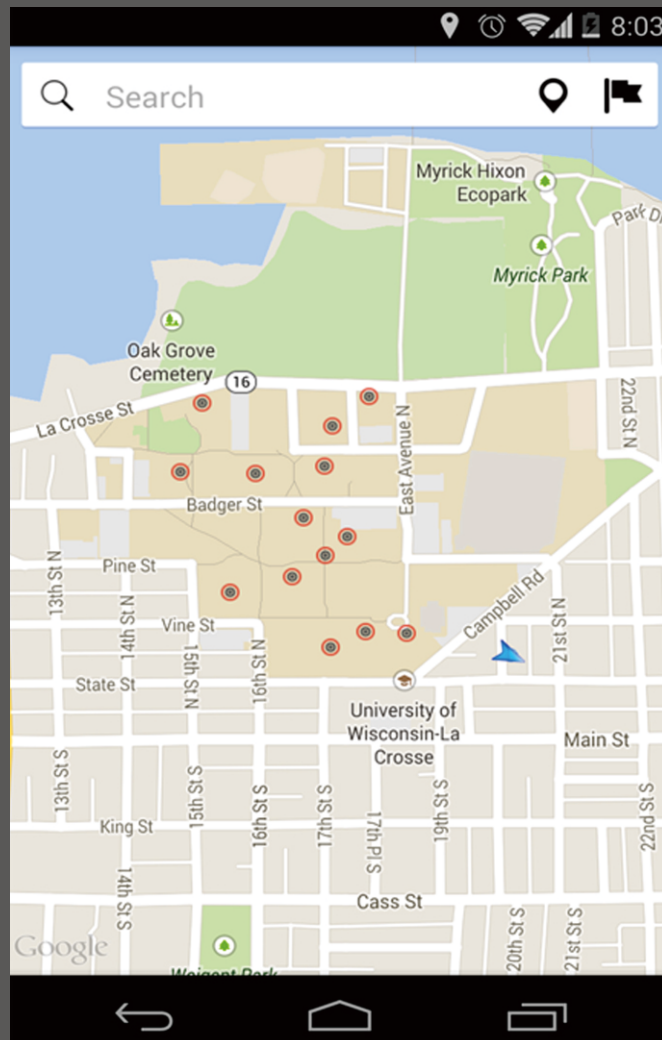 8:03
Search
Myrick Hixon
Ecopark
Park
Myrick Park
Oak Grove
Cemetery
16
La Crosse St
22nd St N
East Avenue N
Badger St
Pine St
13th St N
14th St N
Campbell Rd
21st St N
Vine St
15th St N
16th St N
State St
University of
Wisconsin-La
Crosse
Main St
13th St S
15th St S
16th St S
17th St S
17th Pl S
19th St S
22nd St S
King St
14th St S
Cass St
20th St S
21st St S
Google
Weigent Park